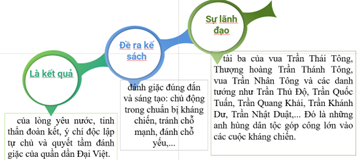 Sự lãnh
đạo
Đề ra kế
sách
Là kết quả
tài ba của vua Trần Thái Tông,
Thượng hoàng Trần Thánh Tông,
vua Trần Nhân Tông và các danh
tướng như Trần Thủ Độ, Trần Quốc
Tuấn, Trần Quang Khải, Trần Khánh
Dư, Trần Nhật Duật,... Đó là những
anh hùng dân tộc góp công lớn vào
các cuộc kháng chiến.
đánh giặc đúng đắn
và sáng tạo: chủ động
trong chuẩn bị kháng
chiến, tránh chỗ
mạnh, đánh chỗ
yếu,...
của lòng yêu nước, tinh
thần đoàn kết, ý chí độc lập
tự chủ và quyết tâm đánh
giặc của quần dân Đại Việt.